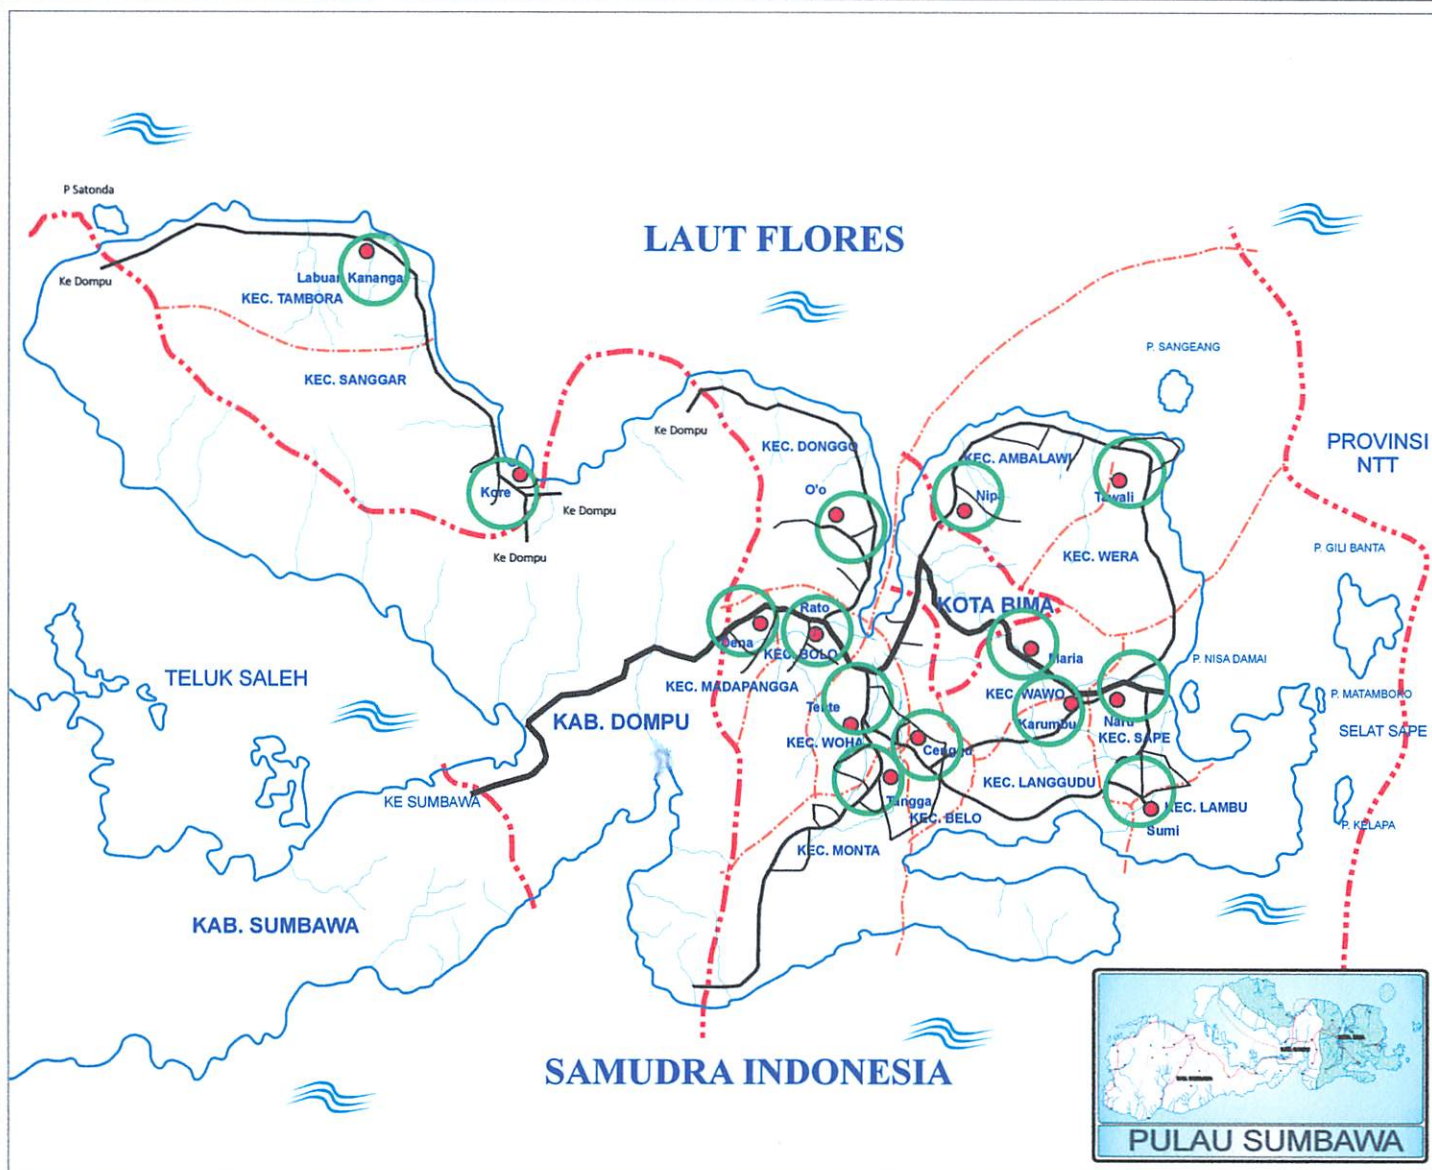 P Satonda
LAUT FLORES
Ke Dompu
Labuan Kananga
KEC. TAMBORA
P. SANGEANG
KEC. SANGGAR
Ke Dompu
KEC. DONGGO
KEC. AMBALAWI
PROVINSI
NTT
Kore
O'o
Nipa
Tawali
Ke Dompu
Ke Dompu
KEC. WERA
P. GILI BANTA
Rato
KOTA BIMA
Dena
KEC. BOLO
Maria
P. NISA DAMAI
TELUK SALEH
KEC. MADAPANGGA
KEC. WAWO
P. MATAMBORO
KAB. DOMPU
Tente
Karumbu
Naru
SELAT SAPE
KEC. WOHA
Cenggu
KEC. SAPE
KEC. LANGGUDU
KE SUMBAWA
Tangga
KEC. LAMBU
KEC. BELO
Sumi
P. KELAPA
KEC. MONTA
KAB. SUMBAWA
SAMUDRA INDONESIA
PULAU SUMBAWA